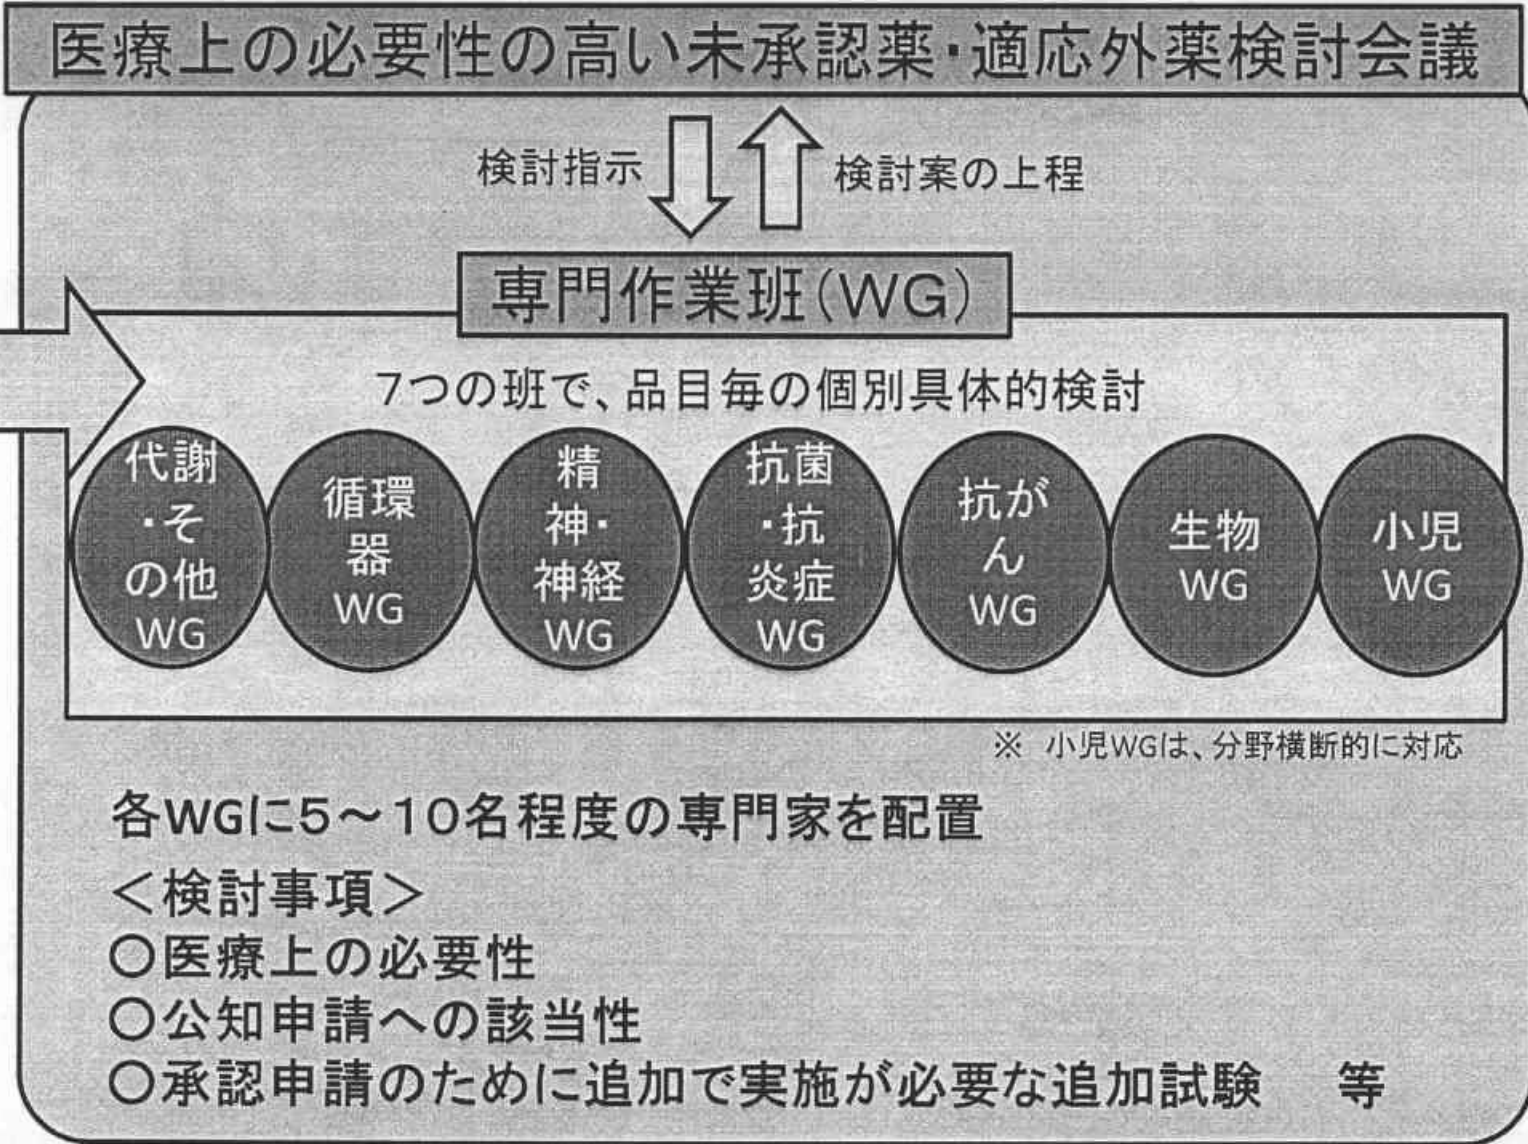 医療上の必要性の高い未承認薬・適応外薬検討会議
検討指示
検討案の上程
専門作業班(WG)
7つの班で、品目毎の個別具体的検討
代謝
・そ
の他
WG
循環
器
WG
精
神・
神経
WG
抗菌
・抗
炎症
WG
抗が
ん
WG
生物
WG
小児
WG
※ 小児WGは、分野横断的に対応
各WGに5～10名程度の専門家を配置
＜検討事項＞
○医療上の必要性
○公知申請への該当性
○承認申請のために追加で実施が必要な追加試験 等